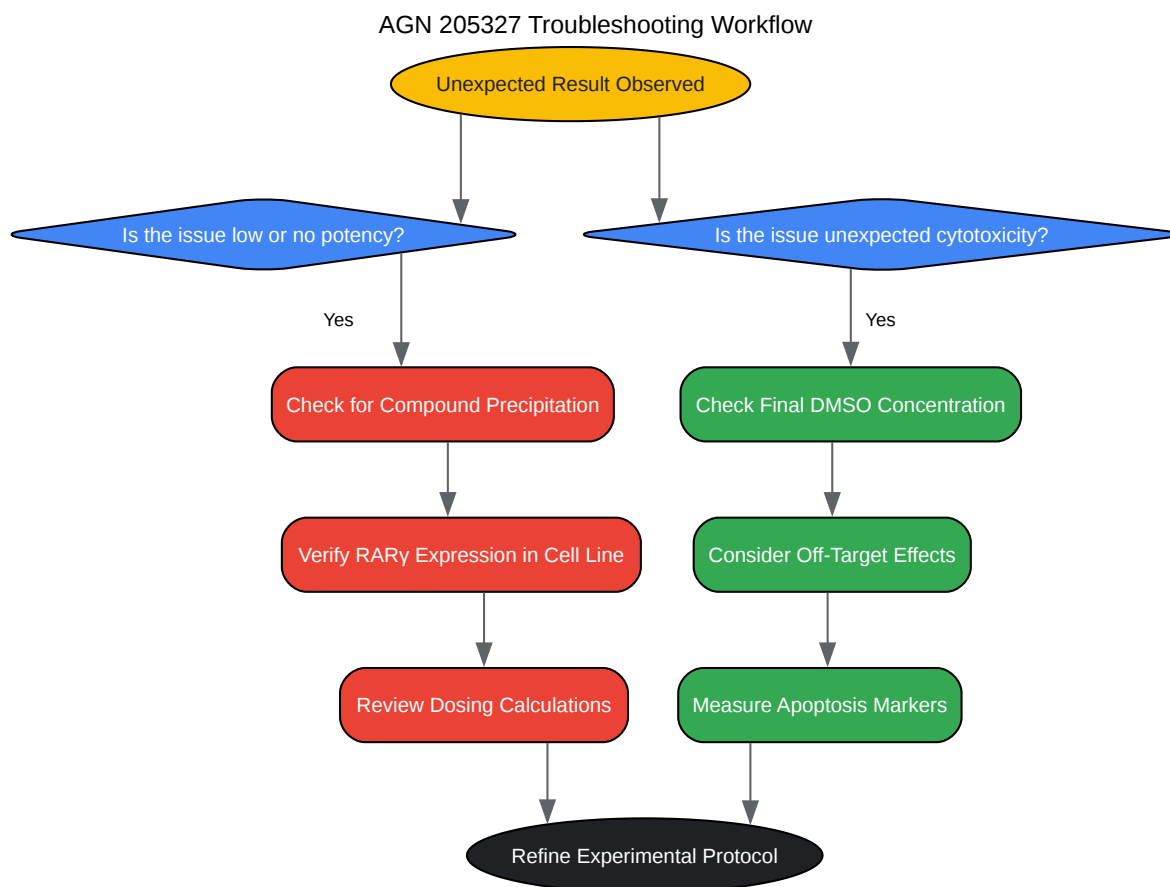 AGN 205327 Troubleshooting Workflow
Unexpected Result Observed
Is the issue low or no potency?
Is the issue unexpected cytotoxicity?
Yes
Yes
Check for Compound Precipitation
Check Final DMSO Concentration
Verify RARγ Expression in Cell Line
Consider Off-Target Effects
Review Dosing Calculations
Measure Apoptosis Markers
Refine Experimental Protocol